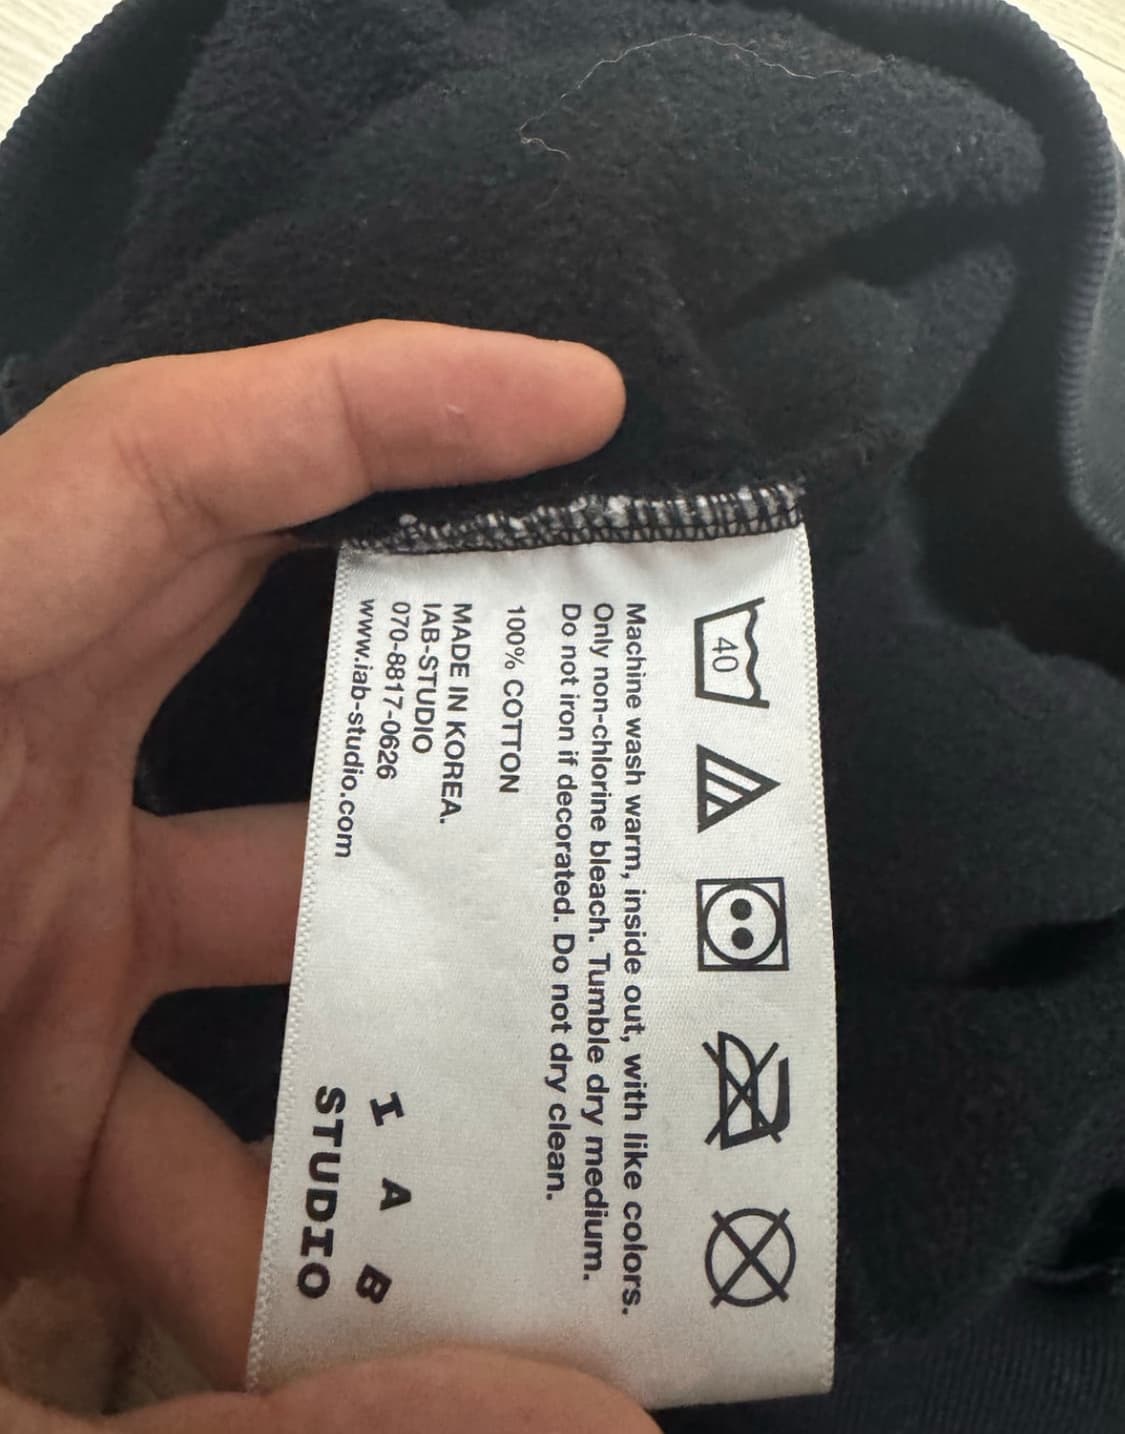 40
Machine wash warm, inside out, with like colors.
Only non-chlorine bleach. Tumble dry medium.
Do not iron if decorated. Do not dry clean.
100% COTTON
MADE IN KOREA.
IAB-STUDIO
070-8817-0626
www.iab-studio.com
I A B
STUDIO